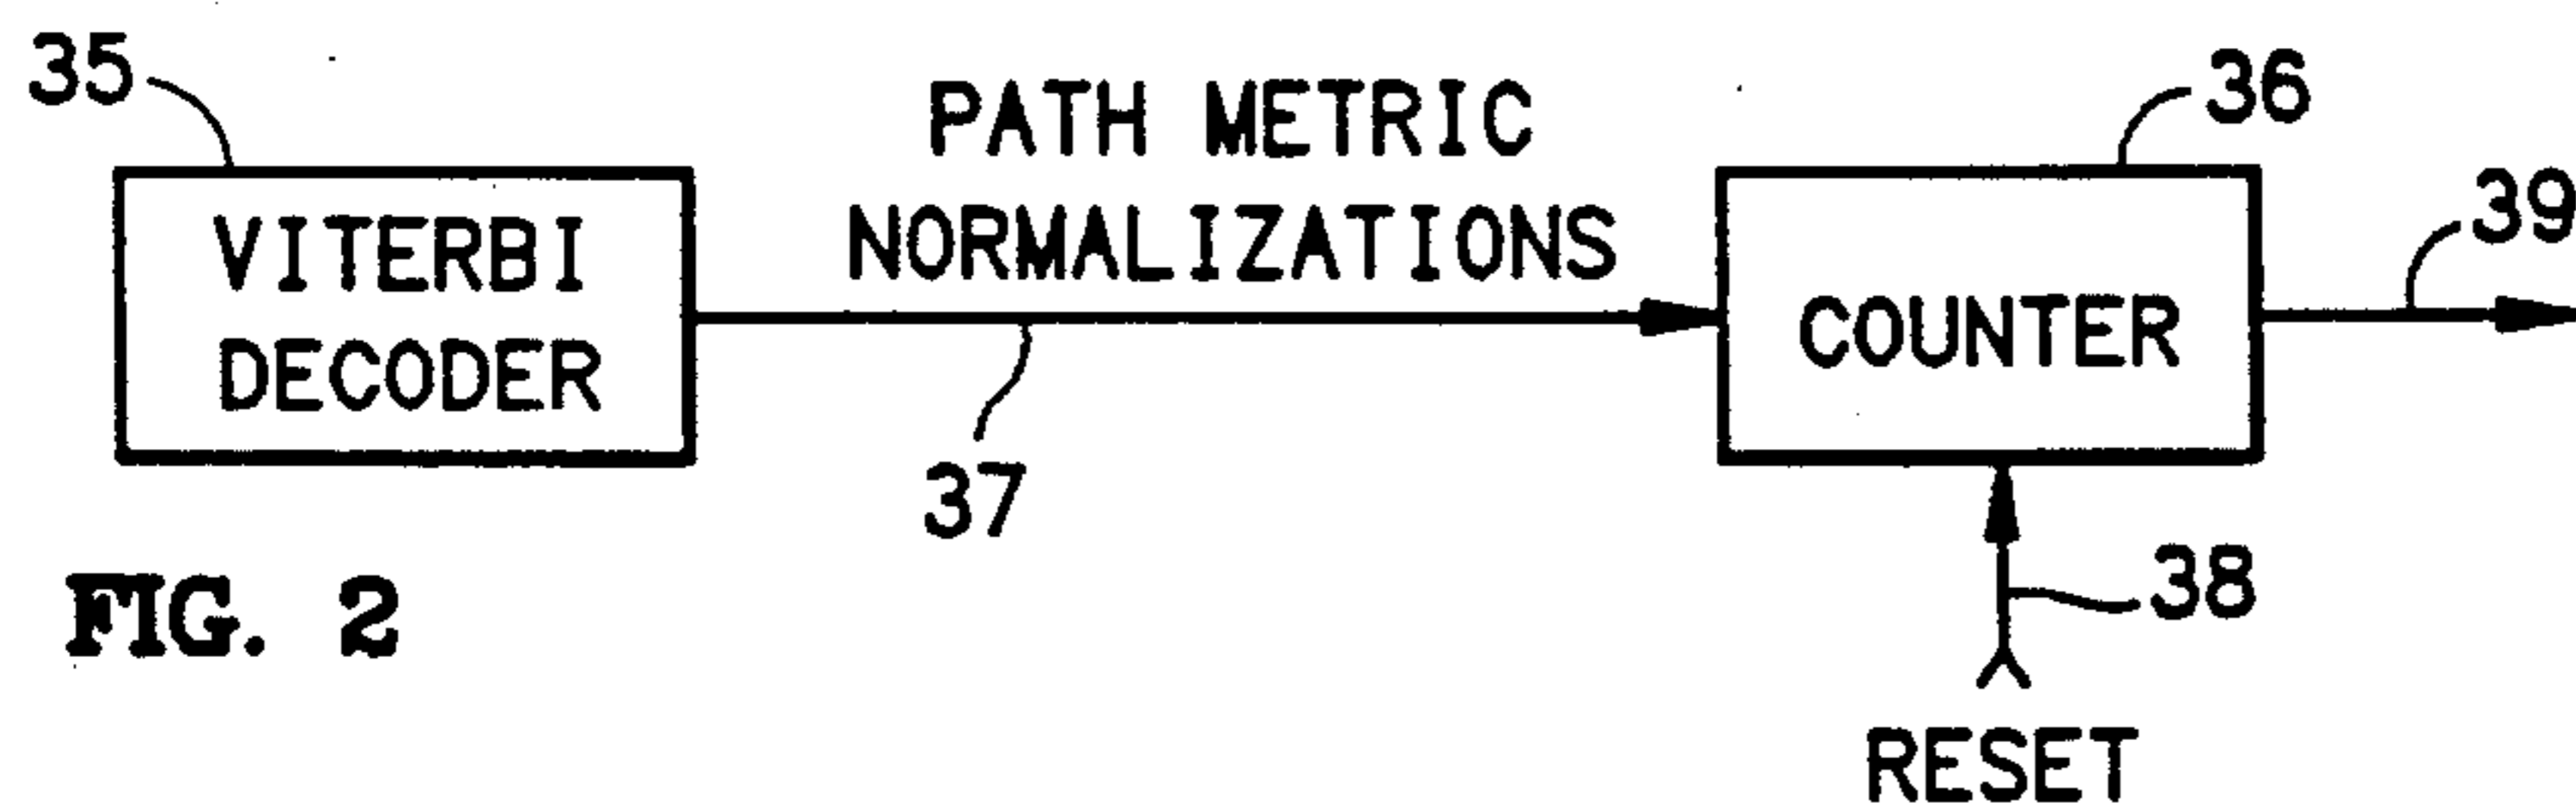 35
36
PATH METRIC
NORMALIZATIONS
39
VITERBI
DECODER
COUNTER
37
38
FIG. 2
RESET